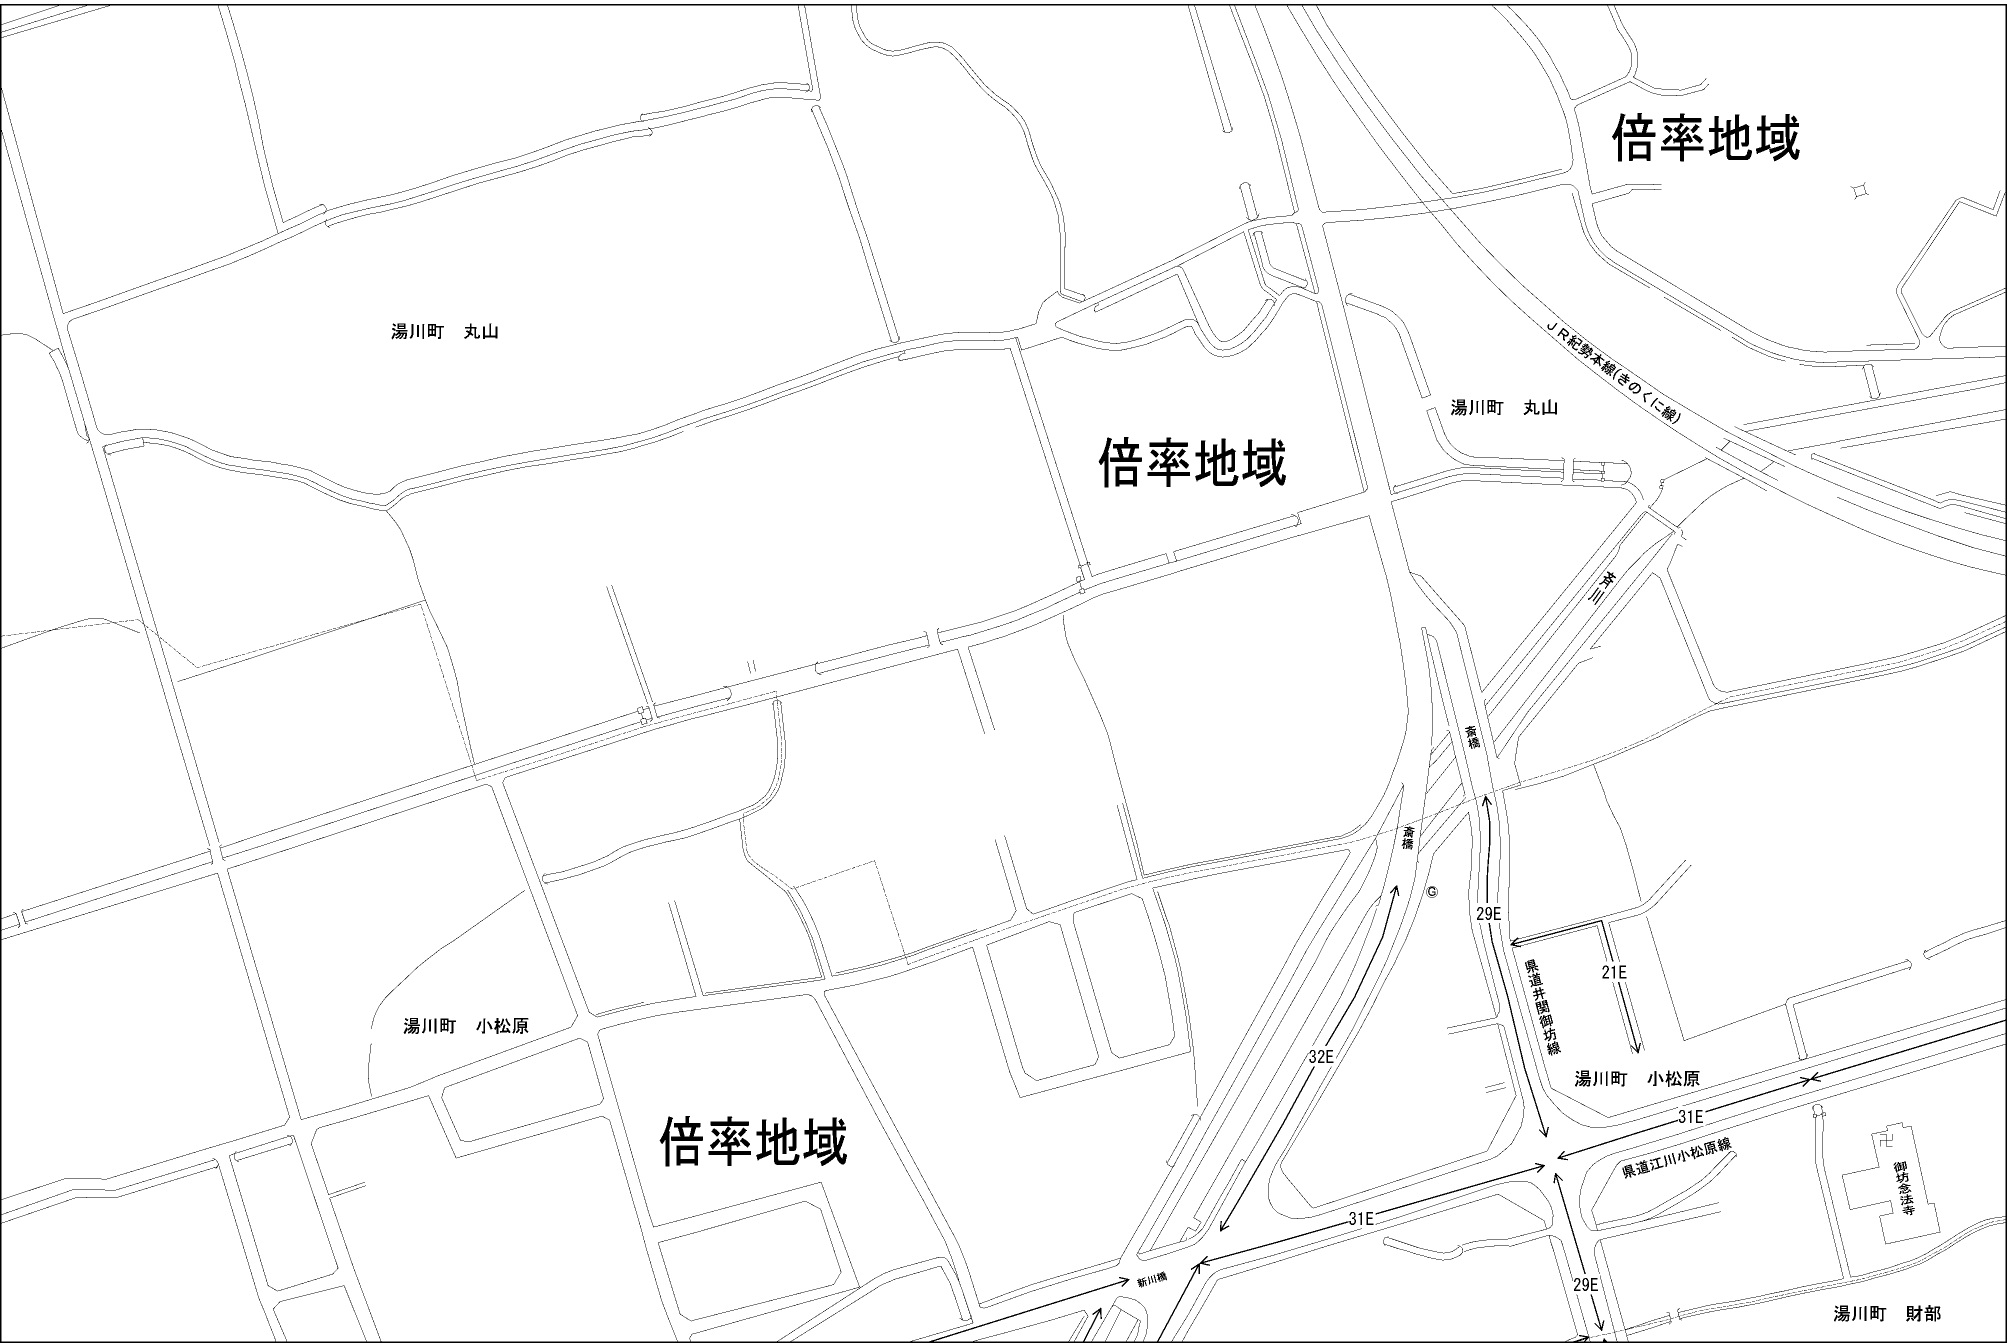 倍率地域
湯川町　丸山
ＪＲ紀勢本線(きのくに線)
湯川町　丸山
倍率地域
斉川
斎橋
斎橋
G
29E
21E
県道井関御坊線
湯川町　小松原
32E
湯川町　小松原
31E
倍率地域
県道江川小松原線
御坊念法寺
31E
新川橋
29E
湯川町　財部